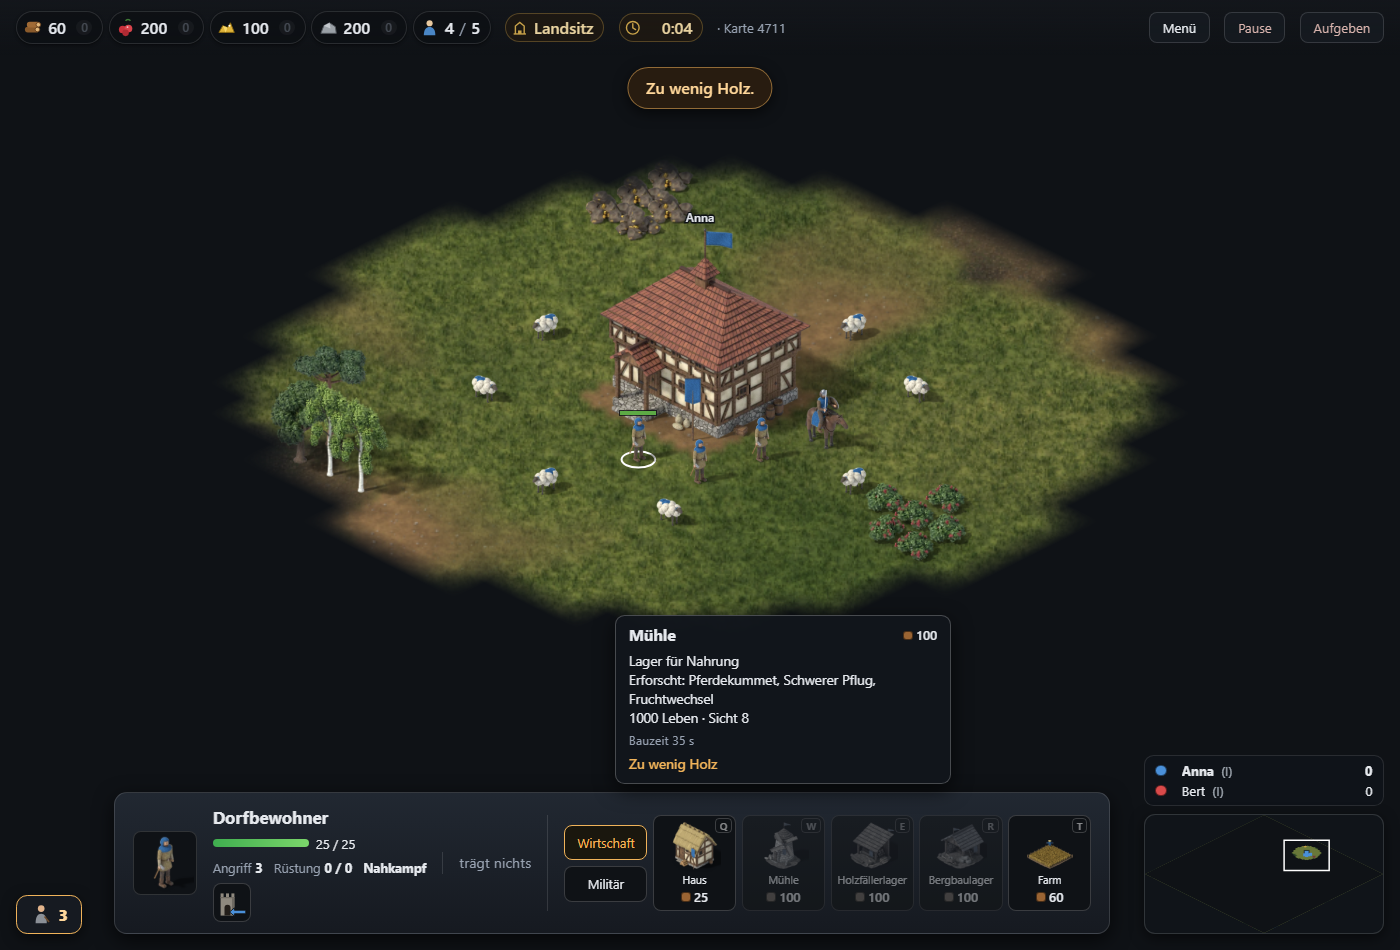 60 0 200 0 100 0 200 0 4 / 5 Landsitz 0:04 · Karte 4711 Menü Pause Aufgeben
Zu wenig Holz.
Anna
Mühle 100
Lager für Nahrung
Erforscht: Pferdekummet, Schwerer Pflug,
Fruchtwechsel
1000 Leben · Sicht 8
Bauzeit 35 s
Zu wenig Holz
Anna (I) 0
Bert (I) 0
Dorfbewohner
25 / 25
Angriff 3 Rüstung 0 / 0 Nahkampf
trägt nichts
Wirtschaft
Militär
Q
Haus
25
W
Mühle
100
E
Holzfällerlager
100
R
Bergbaulager
100
T
Farm
60
3